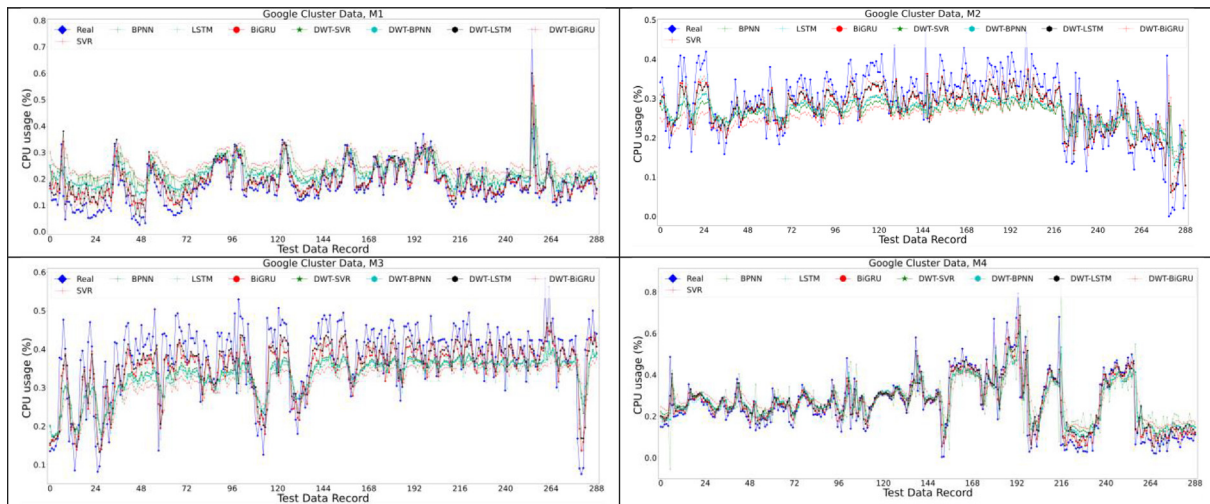 Google Cluster Data, M1
0.8
0.7
0.6
0.5
0.4
0.3
0.2
0.1
0.0
CPU usage (%)
Real BPNN LSTM BiGRU DWT-SVR DWT-BPNN DWT-LSTM DWT-BiGRU
SVR
0 24 48 72 96 120 144 168 192 216 240 264 288
Test Data Record
Google Cluster Data, M2
0.5
0.4
0.3
0.2
0.1
0.0
CPU usage (%)
Real BPNN LSTM BiGRU DWT-SVR DWT-BPNN DWT-LSTM DWT-BiGRU
SVR
0 24 48 72 96 120 144 168 192 216 240 264 288
Test Data Record
Google Cluster Data, M3
0.6
0.5
0.4
0.3
0.2
0.1
CPU usage (%)
Real BPNN LSTM BiGRU DWT-SVR DWT-BPNN DWT-LSTM DWT-BiGRU
SVR
0 24 48 72 96 120 144 168 192 216 240 264 288
Test Data Record
Google Cluster Data, M4
0.8
0.6
0.4
0.2
0.0
CPU usage (%)
Real BPNN LSTM BiGRU DWT-SVR DWT-BPNN DWT-LSTM DWT-BiGRU
SVR
0 24 48 72 96 120 144 168 192 216 240 264 288
Test Data Record